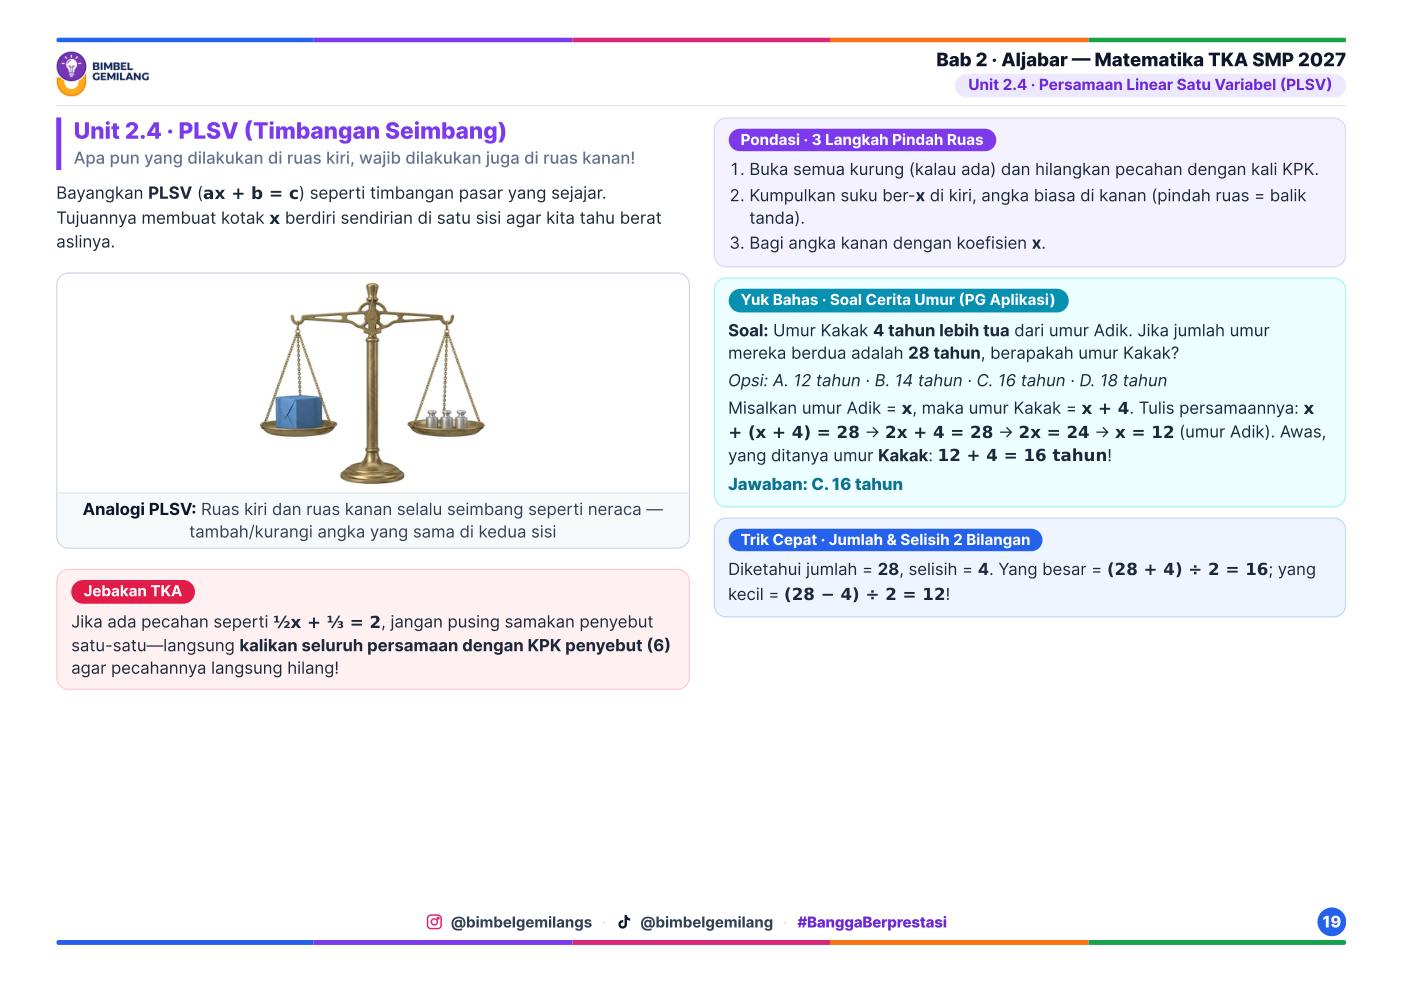 BIMBEL
GEMILANG
Bab 2 · Aljabar — Matematika TKA SMP 2027
Unit 2.4 · Persamaan Linear Satu Variabel (PLSV)
Unit 2.4 · PLSV (Timbangan Seimbang)
Apa pun yang dilakukan di ruas kiri, wajib dilakukan juga di ruas kanan!
Bayangkan PLSV (ax + b = c) seperti timbangan pasar yang sejajar.
Tujuannya membuat kotak x berdiri sendirian di satu sisi agar kita tahu berat
aslinya.
Analogi PLSV: Ruas kiri dan ruas kanan selalu seimbang seperti neraca —
tambah/kurangi angka yang sama di kedua sisi
Jebakan TKA
Jika ada pecahan seperti ½x + ⅓ = 2, jangan pusing samakan penyebut
satu-satu—langsung kalikan seluruh persamaan dengan KPK penyebut (6)
agar pecahannya langsung hilang!
Pondasi · 3 Langkah Pindah Ruas
1. Buka semua kurung (kalau ada) dan hilangkan pecahan dengan kali KPK.
2. Kumpulkan suku ber-x di kiri, angka biasa di kanan (pindah ruas = balik
tanda).
3. Bagi angka kanan dengan koefisien x.
Yuk Bahas · Soal Cerita Umur (PG Aplikasi)
Soal: Umur Kakak 4 tahun lebih tua dari umur Adik. Jika jumlah umur
mereka berdua adalah 28 tahun, berapakah umur Kakak?
Opsi: A. 12 tahun · B. 14 tahun · C. 16 tahun · D. 18 tahun
Misalkan umur Adik = x, maka umur Kakak = x + 4. Tulis persamaannya: x
+ (x + 4) = 28 → 2x + 4 = 28 → 2x = 24 → x = 12 (umur Adik). Awas,
yang ditanya umur Kakak: 12 + 4 = 16 tahun!
Jawaban: C. 16 tahun
Trik Cepat · Jumlah & Selisih 2 Bilangan
Diketahui jumlah = 28, selisih = 4. Yang besar = (28 + 4) ÷ 2 = 16; yang
kecil = (28 − 4) ÷ 2 = 12!
@bimbelgemilangs · @bimbelgemilang · #BanggaBerprestasi
19